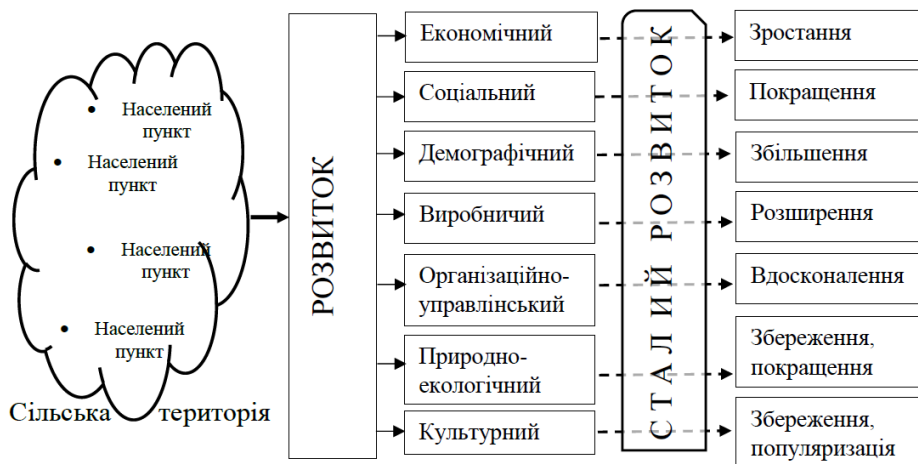 • Населений
пункт
• Населений
пункт
• Населений
пункт
• Населений
пункт
Сільська територія
РОЗВИТОК
Економічний
Соціальний
Демографічний
Виробничий
Організаційно-
управлінський
Природно-
екологічний
Культурний
СТАЛИЙ РОЗВИТОК
Зростання
Покращення
Збільшення
Розширення
Вдосконалення
Збереження,
покращення
Збереження,
популяризація